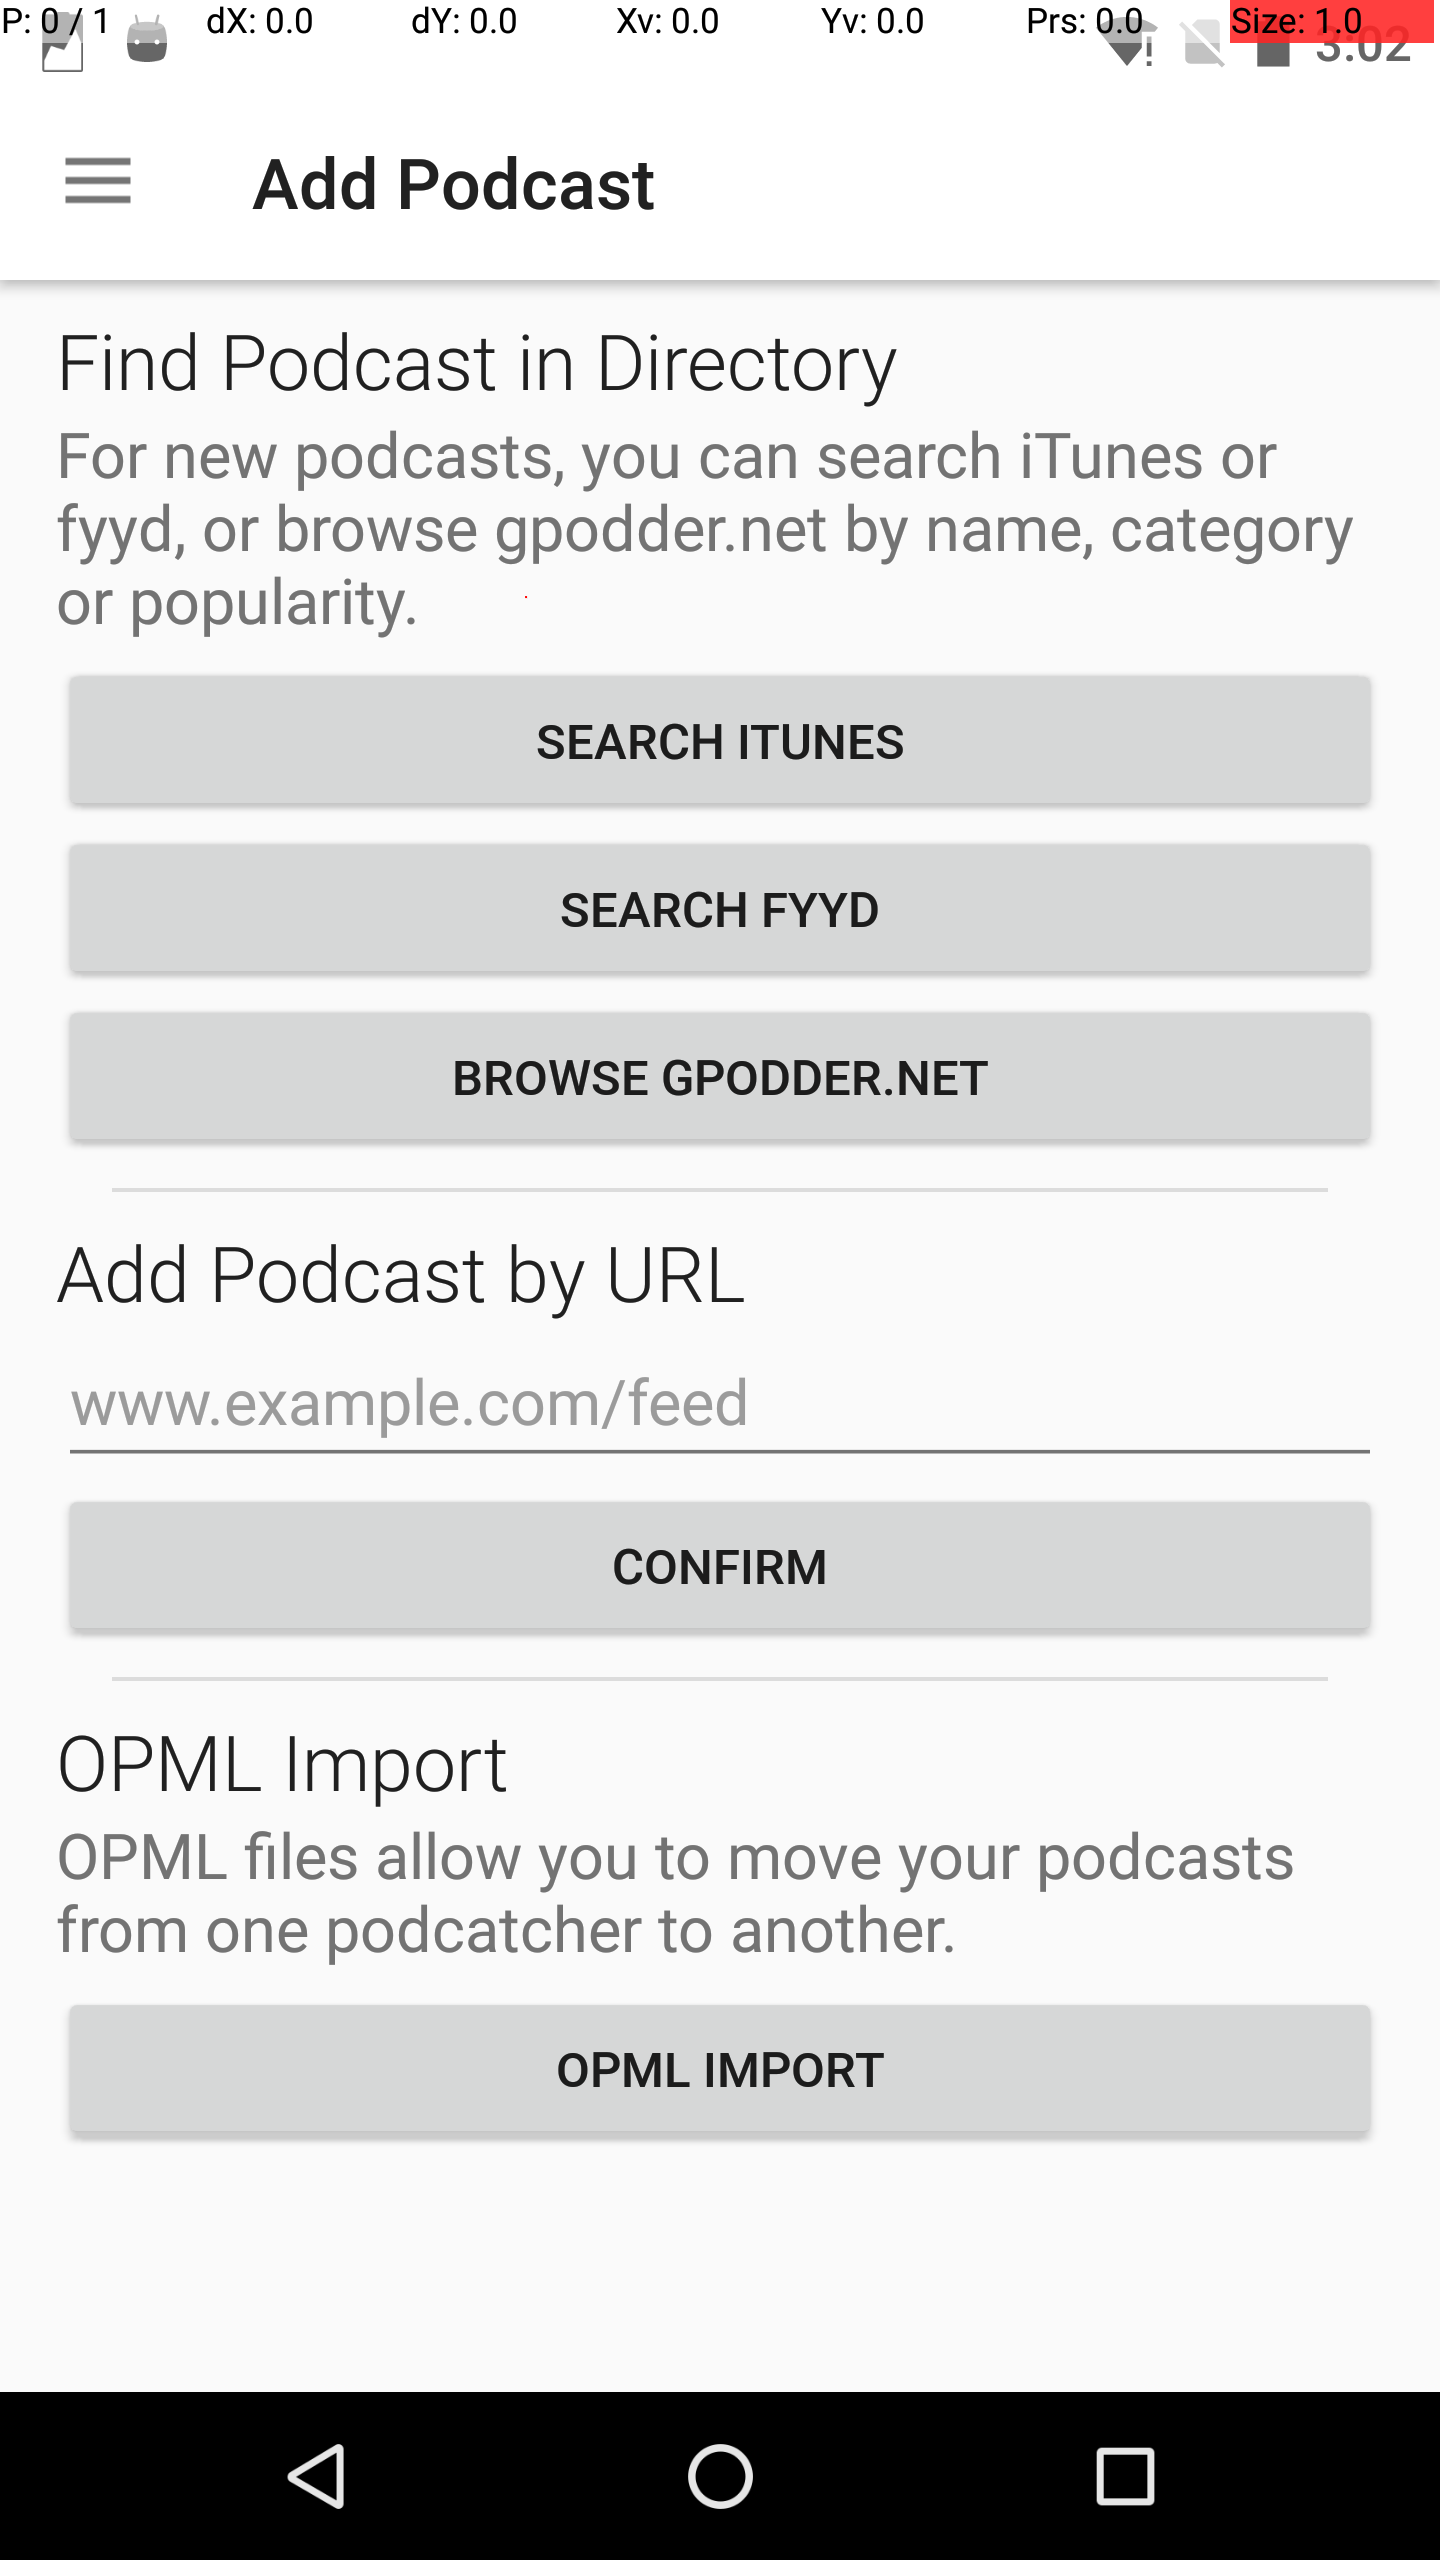 P: 0 / 1 dX: 0.0 dY: 0.0 Xv: 0.0 Yv: 0.0 Prs: 0.0 Size: 1.0
3:02
Add Podcast
Find Podcast in Directory
For new podcasts, you can search iTunes or
fyyd, or browse gpodder.net by name, category
or popularity.
SEARCH ITUNES
SEARCH FYYD
BROWSE GPODDER.NET
Add Podcast by URL
www.example.com/feed
CONFIRM
OPML Import
OPML files allow you to move your podcasts
from one podcatcher to another.
OPML IMPORT